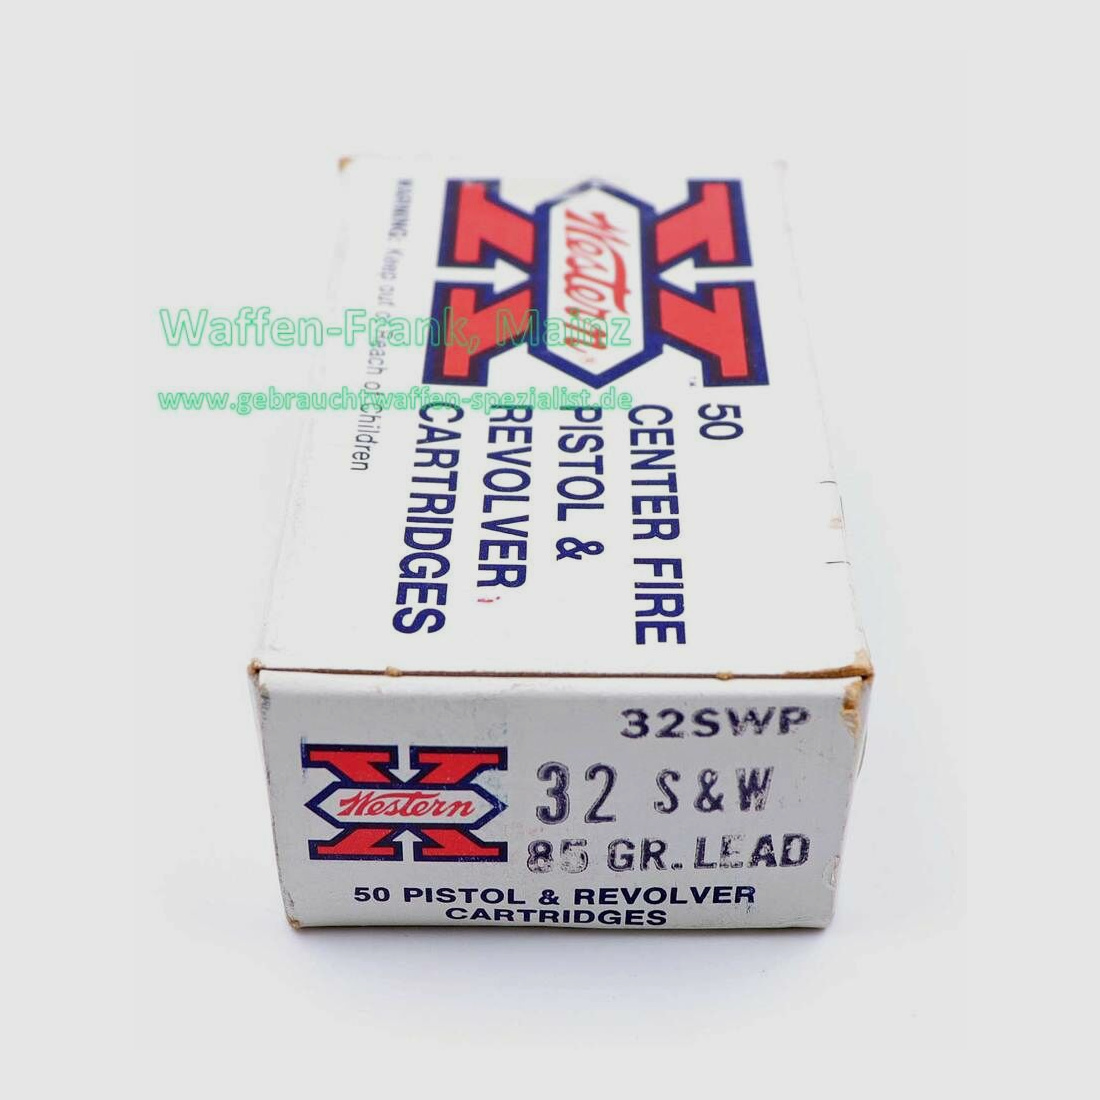 Western
™
50
CENTER FIRE
PISTOL &
REVOLVER
CARTRIDGES
WARNING: Keep out of Reach of Children
Waffen-Frank, Mainz
www.gebrauchtwaffen-spezialist.de
32SWP
Western
32 S&W
85 GR. LEAD
50 PISTOL & REVOLVER
CARTRIDGES